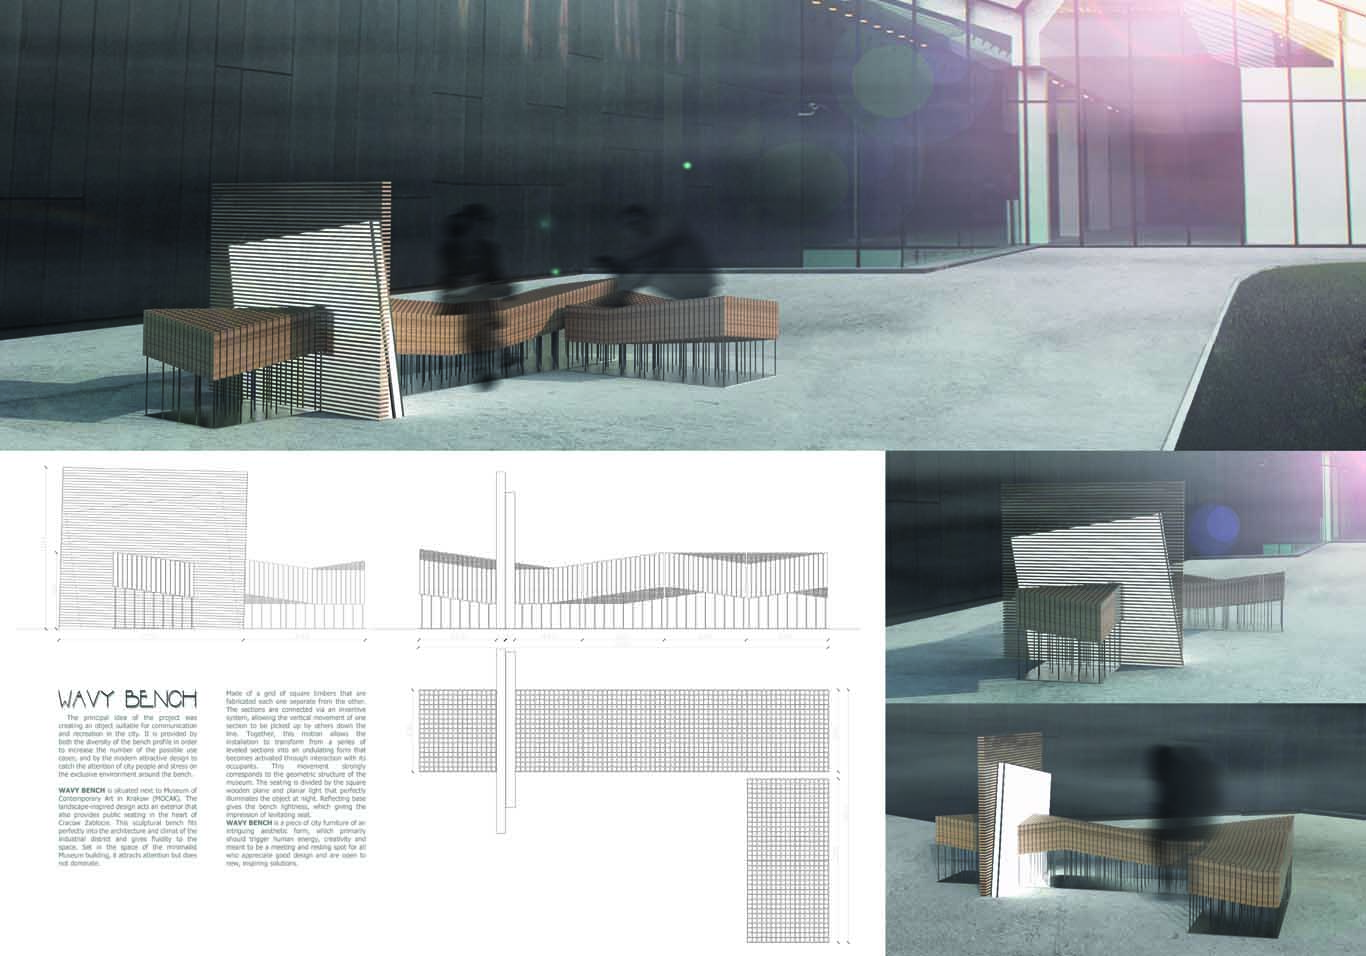 WAVY BENCH
The principal idea of the project was
creating an object suitable for communication
and recreation in the city. It is provided by
both the diversity of the bench profile in order
to increase the number of the possible use
cases, and by the modern attractive design to
catch the attention of city people and stress on
the exclusive environment around the bench.
WAVY BENCH is situated next to Museum of
Contemporary Art in Krakow (MOCAK). The
landscape-inspired design acts an exterior that
also provides public seating in the heart of
Cracow Zablocie. This sculptural bench fits
perfectly into the architecture and climat of the
industrial district and gives fluidity to the
space. Set in the space of the minimalist
Museum building, it attracts attention but does
not dominate.
Made of a grid of square timbers that are
fabricated each one separate from the other.
The sections are connected via an inventive
system, allowing the vertical movement of one
section to be picked up by others down the
line. Together, this motion allows the
installation to transform from a series of
leveled sections into an undulating form that
becomes activated through interaction with its
occupants. This movement strongly
corresponds to the geometric structure of the
museum. The seating is divided by the square
wooden plane and planar light that perfectly
illuminates the object at night. Reflecting base
gives the bench lightness, which giving the
impression of levitating seat.
WAVY BENCH is a piece of city furniture of an
intriguing aesthetic form, which primarily
should trigger human energy, creativity and
meant to be a meeting and resting spot for all
who appreciate good design and are open to
new, inspiring solutions.